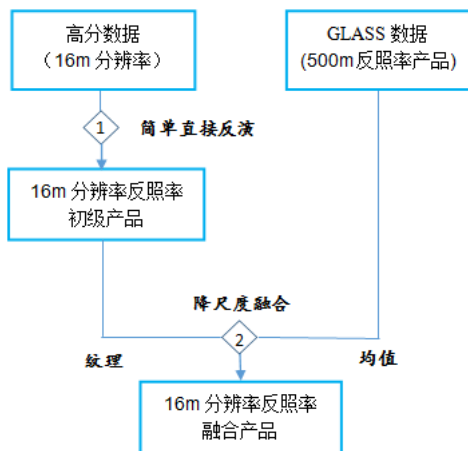 高分数据
（16m 分辨率）
GLASS 数据
(500m 反照率产品)
1
简单直接反演
16m 分辨率反照率
初级产品
降尺度融合
2
纹理
均值
16m 分辨率反照率
融合产品